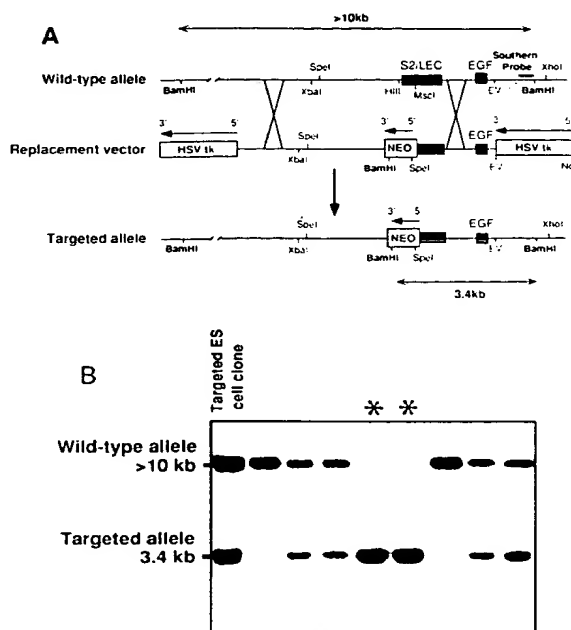 A
>10kb
Southern
Probe
SpeI
S2/LEC
EGF
XhoI
Wild-type allele
BamHI
XbaI
HIII
MscI
EV
BamHI
3' 5'
SpeI
3' 5'
EGF
3 5
Replacement vector
HSV tk
NEO
HSV tk
XbaI
BamHI
SpeI
EV
SpeI
3' 5
EGF
XhoI
Targeted allele
NEO
BamHI
XbaI
BamHI
SpeI
EV
BamHI
3.4kb
B
Targeted ES
cell clone
* *
Wild-type allele
>10 kb
Targeted allele
3.4 kb